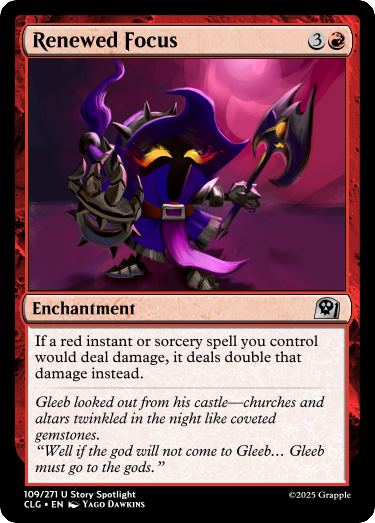 Renewed Focus 3
Enchantment
If a red instant or sorcery spell you control
would deal damage, it deals double that
damage instead.
Gleeb looked out from his castle—churches and
altars twinkled in the night like coveted
gemstones.
“Well if the god will not come to Gleeb… Gleeb
must go to the gods.”
109/271 U Story Spotlight
CLG • EN Yago Dawkins
©2025 Grapple